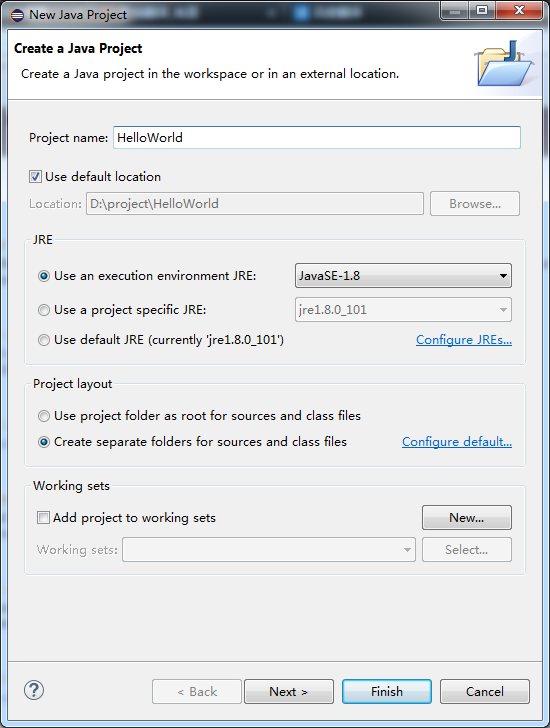 New Java Project
Create a Java Project
Create a Java project in the workspace or in an external location.
Project name: HelloWorld
Use default location
Location: D:\project\HelloWorld Browse...
JRE
Use an execution environment JRE: JavaSE-1.8
Use a project specific JRE: jre1.8.0_101
Use default JRE (currently 'jre1.8.0_101') Configure JREs...
Project layout
Use project folder as root for sources and class files
Create separate folders for sources and class files Configure default...
Working sets
Add project to working sets New...
Working sets: Select...
? < Back Next > Finish Cancel